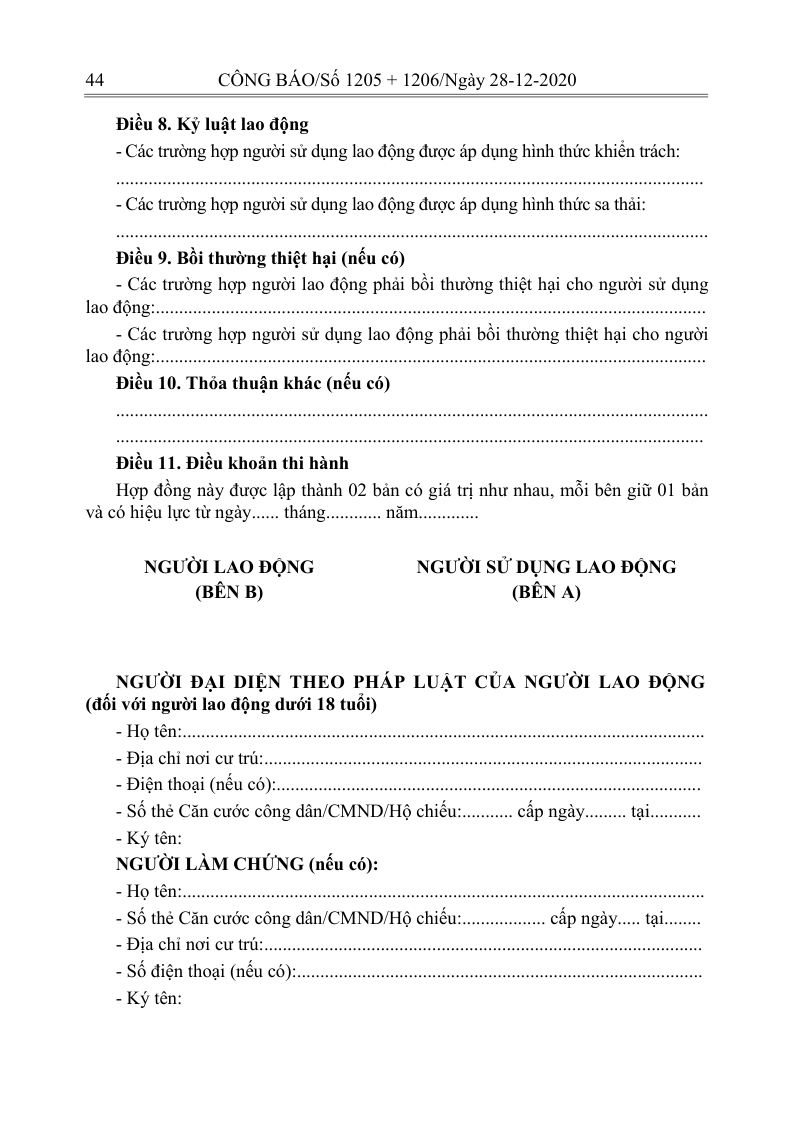 44 CÔNG BÁO/Số 1205 + 1206/Ngày 28-12-2020
Điều 8. Kỷ luật lao động
- Các trường hợp người sử dụng lao động được áp dụng hình thức khiển trách:
...............................................................................................................................
- Các trường hợp người sử dụng lao động được áp dụng hình thức sa thải:
................................................................................................................................
Điều 9. Bồi thường thiệt hại (nếu có)
- Các trường hợp người lao động phải bồi thường thiệt hại cho người sử dụng
lao động:.......................................................................................................................
- Các trường hợp người sử dụng lao động phải bồi thường thiệt hại cho người
lao động:.......................................................................................................................
Điều 10. Thỏa thuận khác (nếu có)
................................................................................................................................
...............................................................................................................................
Điều 11. Điều khoản thi hành
Hợp đồng này được lập thành 02 bản có giá trị như nhau, mỗi bên giữ 01 bản
và có hiệu lực từ ngày...... tháng............ năm.............
NGƯỜI LAO ĐỘNG NGƯỜI SỬ DỤNG LAO ĐỘNG
(BÊN B) (BÊN A)
NGƯỜI ĐẠI DIỆN THEO PHÁP LUẬT CỦA NGƯỜI LAO ĐỘNG
(đối với người lao động dưới 18 tuổi)
- Họ tên:.................................................................................................................
- Địa chỉ nơi cư trú:...............................................................................................
- Điện thoại (nếu có):............................................................................................
- Số thẻ Căn cước công dân/CMND/Hộ chiếu:........... cấp ngày......... tại...........
- Ký tên:
NGƯỜI LÀM CHỨNG (nếu có):
- Họ tên:.................................................................................................................
- Số thẻ Căn cước công dân/CMND/Hộ chiếu:.................. cấp ngày..... tại........
- Địa chỉ nơi cư trú:...............................................................................................
- Số điện thoại (nếu có):........................................................................................
- Ký tên: